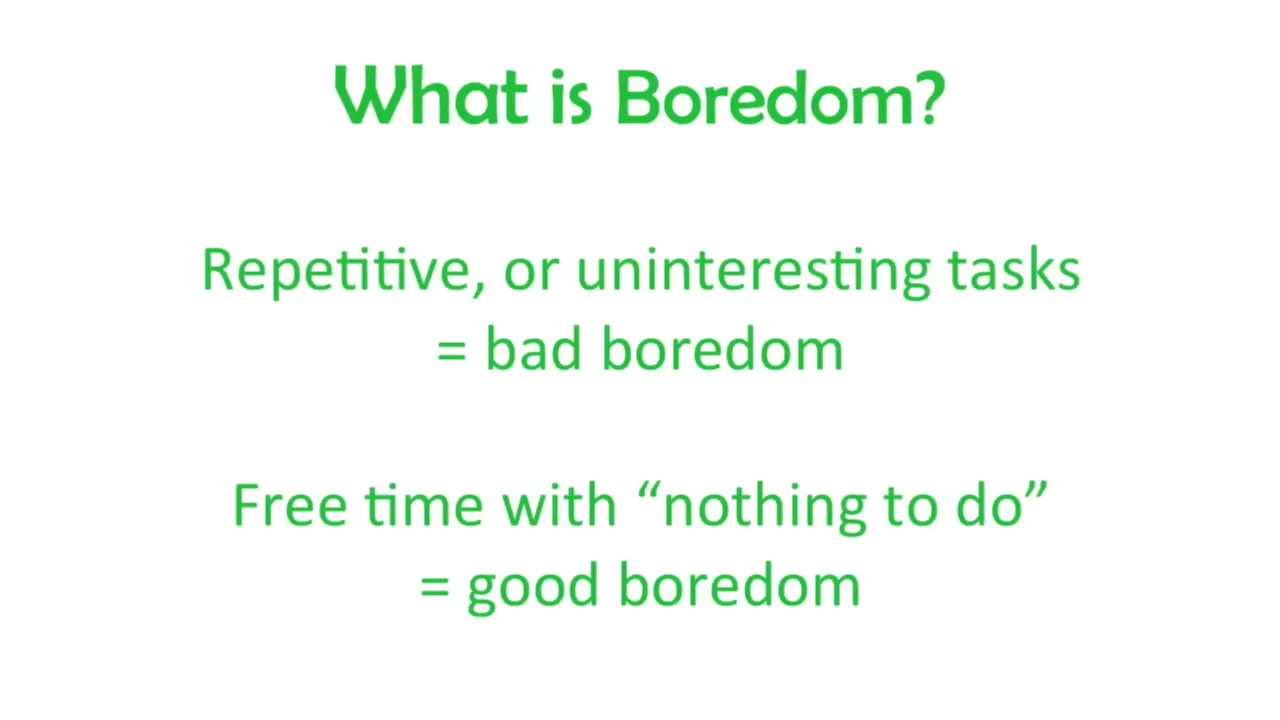 What is Boredom?
Repetitive, or uninteresting tasks
= bad boredom
Free time with “nothing to do”
= good boredom